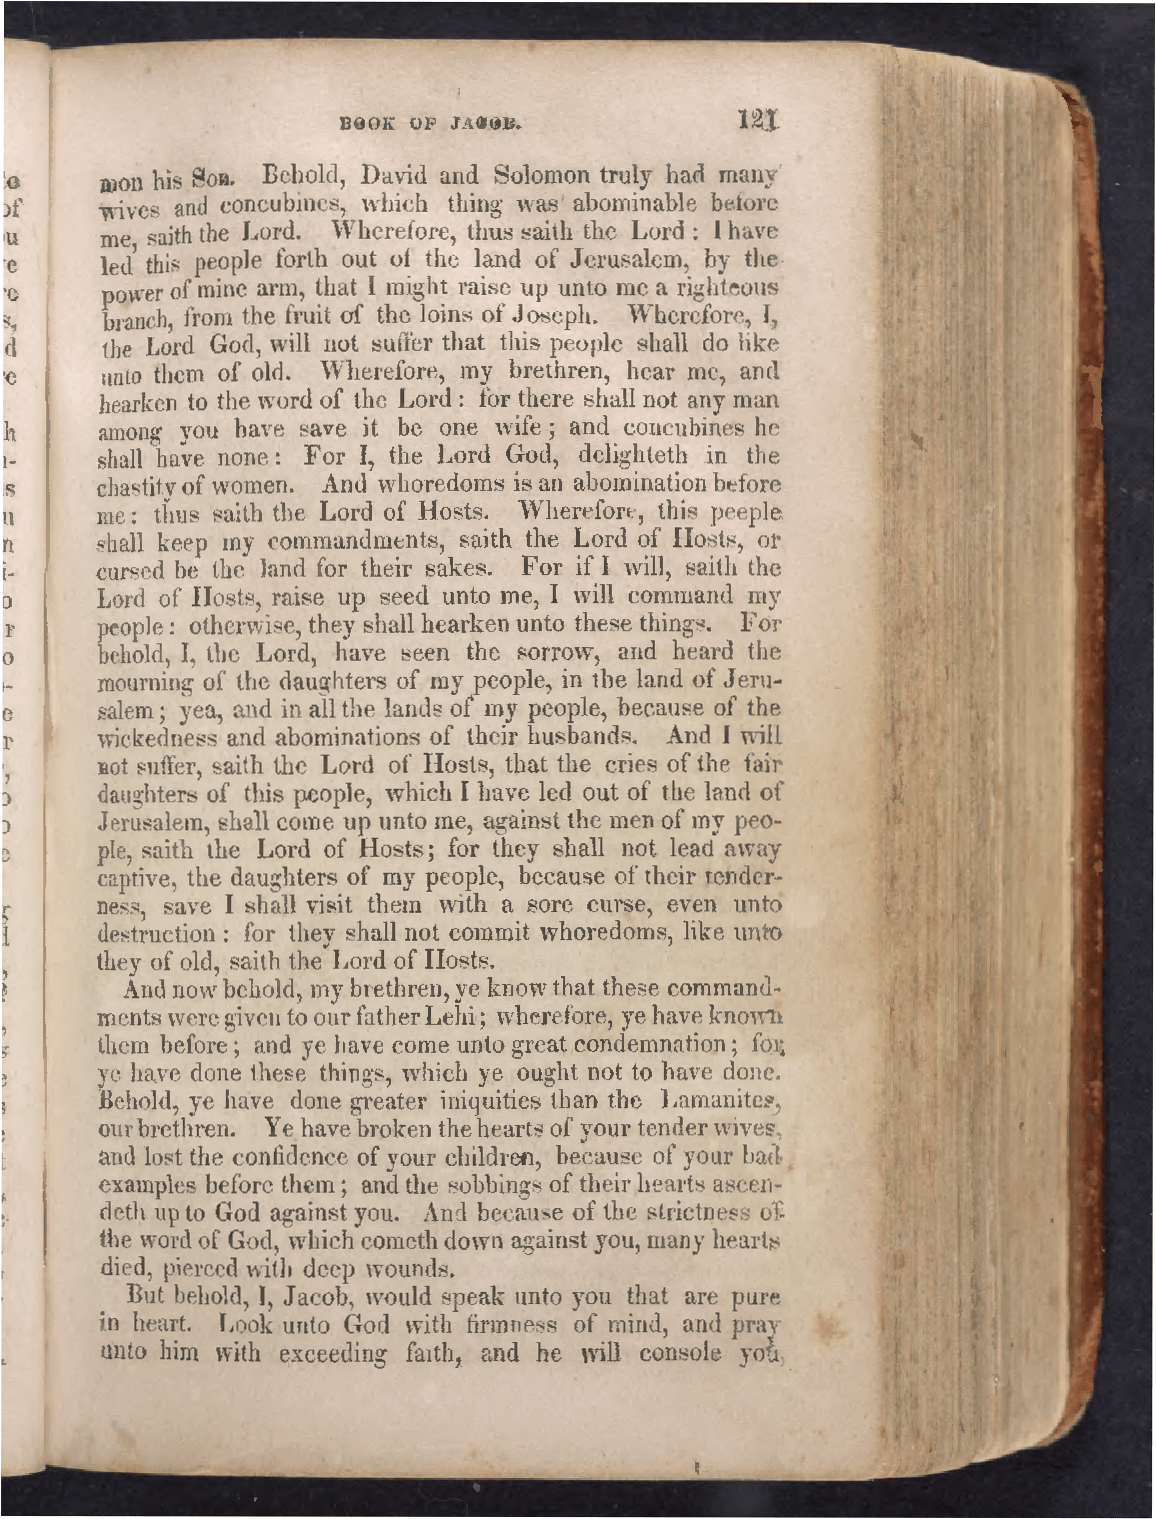 BOOK OF JACOB. 121
mon his Son. Behold, David and Solomon truly had many
wives and concubines, which thing was abominable before
me, saith the Lord. Wherefore, thus saith the Lord : I have
led this people forth out of the land of Jerusalem, by the
power of mine arm, that I might raise up unto me a righteous
branch, from the fruit of the loins of Joseph. Wherefore, I,
the Lord God, will not suffer that this people shall do like
unto them of old. Wherefore, my brethren, hear me, and
hearken to the word of the Lord : for there shall not any man
among you have save it be one wife ; and concubines he
shall have none : For I, the Lord God, delighteth in the
chastity of women. And whoredoms is an abomination before
me : thus saith the Lord of Hosts. Wherefore, this peeple
shall keep my commandments, saith the Lord of Hosts, or
cursed be the land for their sakes. For if I will, saith the
Lord of Hosts, raise up seed unto me, I will command my
people : otherwise, they shall hearken unto these things. For
behold, I, the Lord, have seen the sorrow, and heard the
mourning of the daughters of my people, in the land of Jeru-
salem ; yea, and in all the lands of my people, because of the
wickedness and abominations of their husbands. And I will
not suffer, saith the Lord of Hosts, that the cries of the fair
daughters of this people, which I have led out of the land of
Jerusalem, shall come up unto me, against the men of my peo-
ple, saith the Lord of Hosts; for they shall not lead away
captive, the daughters of my people, because of their tender-
ness, save I shall visit them with a sore curse, even unto
destruction : for they shall not commit whoredoms, like unto
they of old, saith the Lord of Hosts.
And now behold, my brethren, ye know that these command-
ments were given to our father Lehi ; wherefore, ye have known
them before ; and ye have come unto great condemnation ; for
ye have done these things, which ye ought not to have done.
Behold, ye have done greater iniquities than the Lamanites,
our brethren. Ye have broken the hearts of your tender wives,
and lost the confidence of your children, because of your bad
examples before them ; and the sobbings of their hearts ascen-
deth up to God against you. And because of the strictness of
the word of God, which cometh down against you, many hearts
died, pierced with deep wounds.
But behold, I, Jacob, would speak unto you that are pure
in heart. Look unto God with firmness of mind, and pray
unto him with exceeding faith, and he will console you